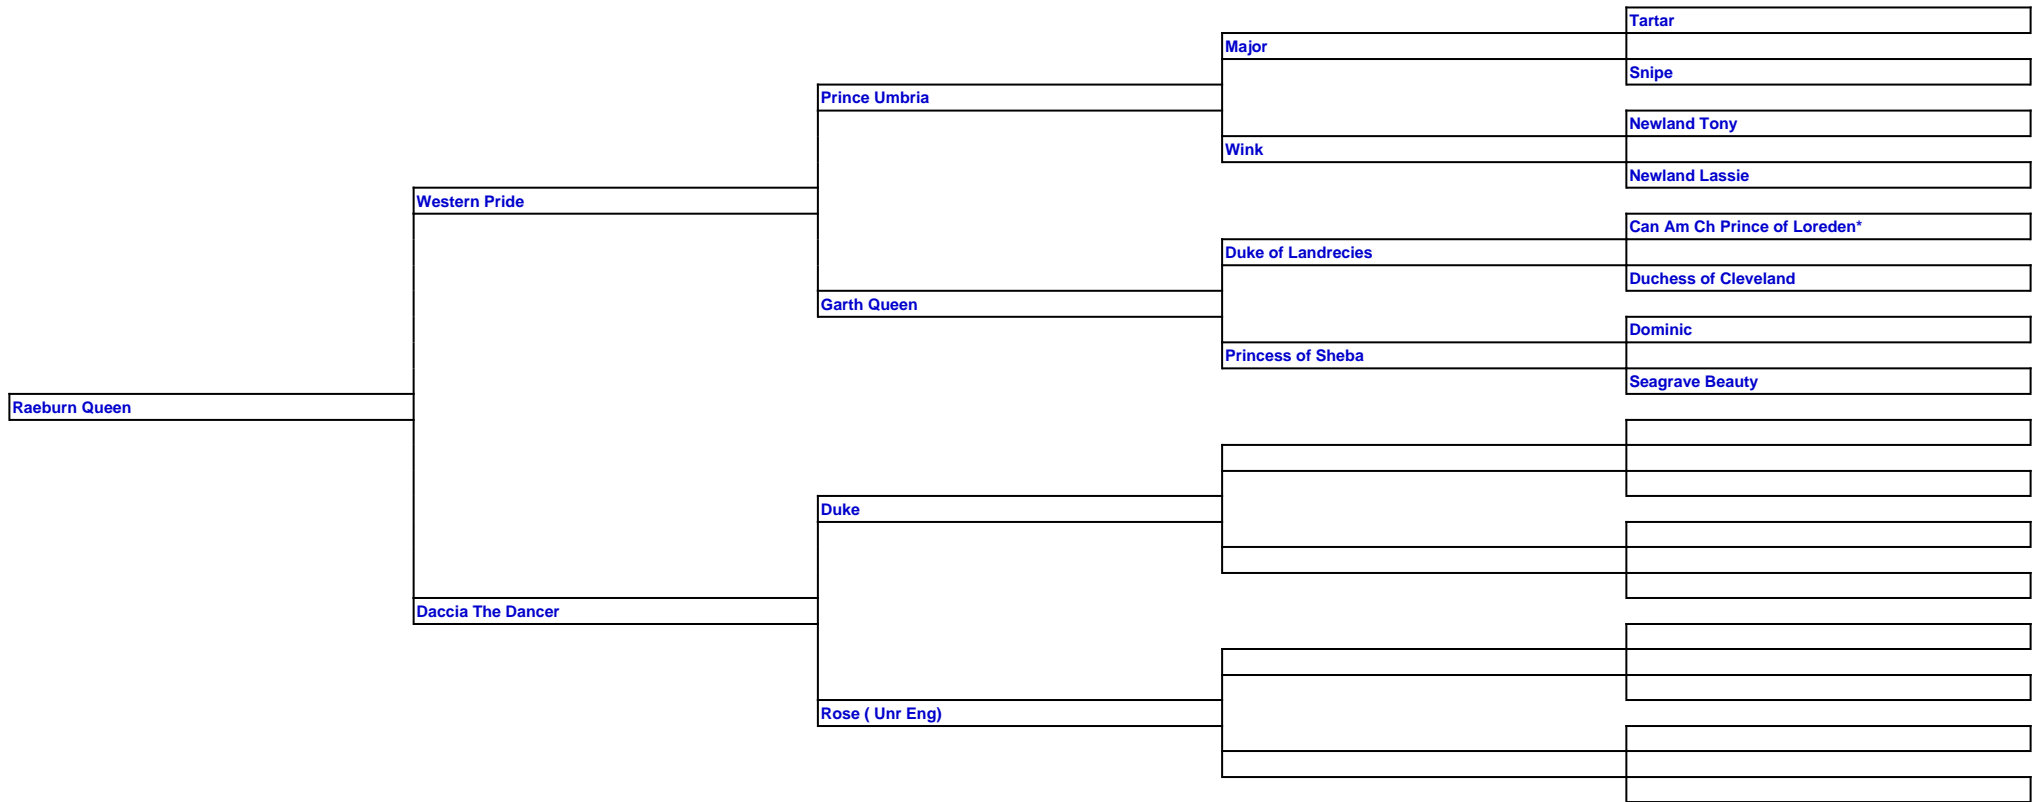 Tartar
Major
Snipe
Prince Umbria
Newland Tony
Wink
Newland Lassie
Western Pride
Can Am Ch Prince of Loreden*
Duke of Landrecies
Duchess of Cleveland
Garth Queen
Dominic
Princess of Sheba
Seagrave Beauty
Raeburn Queen
Duke
Daccia The Dancer
Rose ( Unr Eng)